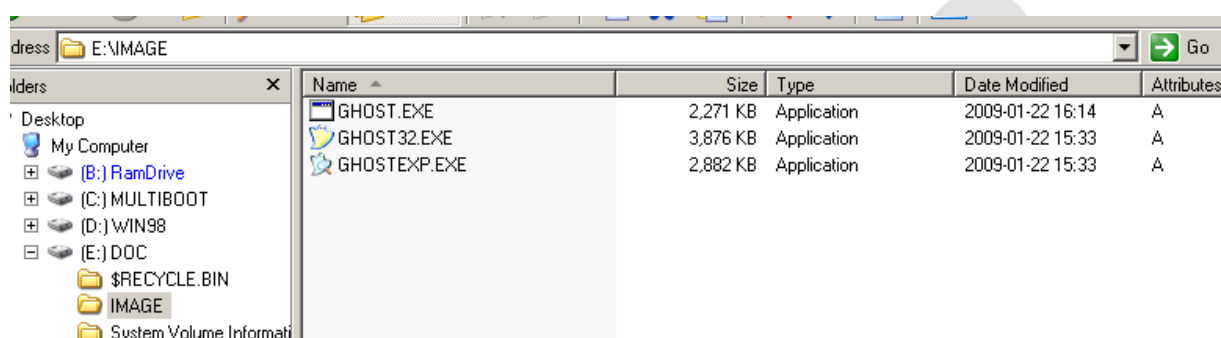 dress E:\IMAGE Go
lders × Name Size Type Date Modified Attributes
Desktop GHOST.EXE 2,271 KB Application 2009-01-22 16:14 A
My Computer GHOST32.EXE 3,876 KB Application 2009-01-22 15:33 A
(B:) RamDrive GHOSTEXP.EXE 2,882 KB Application 2009-01-22 15:33 A
(C:) MULTIBOOT
(D:) WIN98
(E:) DOC
$RECYCLE.BIN
IMAGE
System Volume Informati